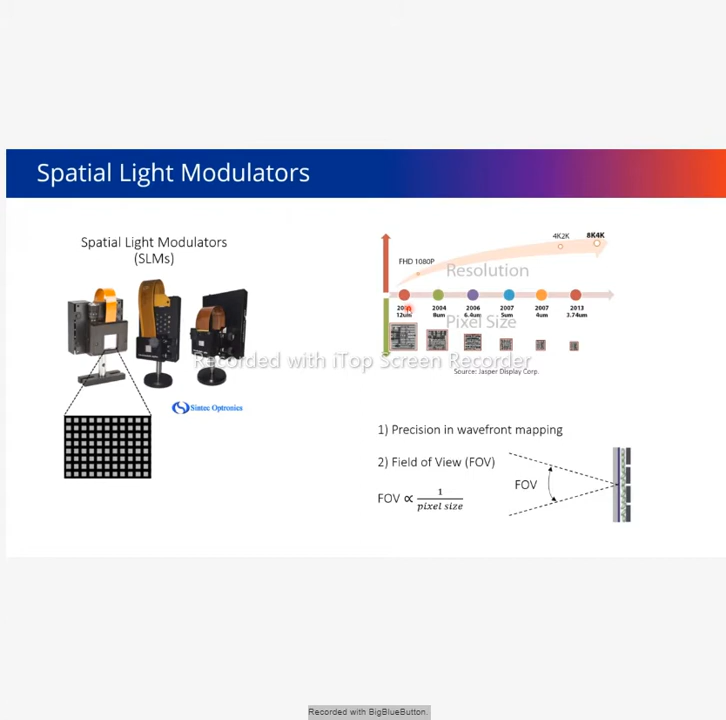 Spatial Light Modulators
Spatial Light Modulators
(SLMs)
Sintec Optronics
FHD 1080P
4K2K
8K4K
Resolution
12um
2004
8um
2006
6.4um
2007
5um
2007
4um
2013
3.74um
Pixel Size
Source: Jasper Display Corp.
Recorded with iTop Screen Recorder
1) Precision in wavefront mapping
2) Field of View (FOV)
FOV ∝ 1 / pixel size
FOV
Recorded with BigBlueButton.